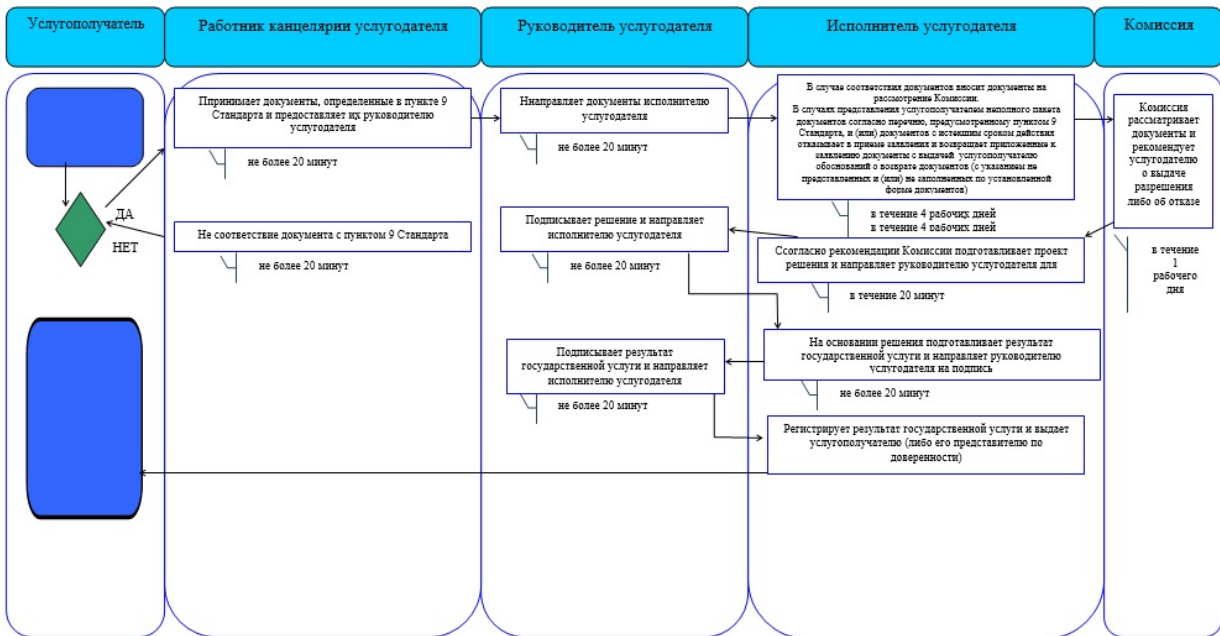 Услугополучатель
Работник канцелярии услугодателя
Руководитель услугодателя
Исполнитель услугодателя
Комиссия
Ппринимает документы, определенные в пункте 9
Стандарта и предоставляет их руководителю
услугодателя
не более 20 минут
Ннаправляет документы исполнителю
услугодателя
не более 20 минут
В случае соответствия документов вносит документы на
рассмотрение Комиссии.
В случаях представления услугополучателем неполного пакета
документов согласно перечню, предусмотренному пунктом 9
Стандарта, и (или) документов с истекшим сроком действия
отказывает в приеме заявления и возвращает приложенные к
заявлению документы с выдачей услугополучателю
обоснований о возврате документов (с указанием не
представленных и (или) не заполненных по установленной
форме документов)
в течение 4 рабочих дней
в течение 4 рабочих дней
Комиссия
рассматривает
документы и
рекомендует
услугодателю
о выдаче
разрешения
либо об отказе
в течение
1
рабочего
дня
ДА
НЕТ
Не соответствие документа с пунктом 9 Стандарта
не более 20 минут
Подписывает решение и направляет
исполнителю услугодателя
не более 20 минут
Ссогласно рекомендации Комиссии подготавливает проект
решения и направляет руководителю услугодателя для
в течение 20 минут
На основании решения подготавливает результат
государственной услуги и направляет руководителю
услугодателя на подпись
не более 20 минут
Подписывает результат
государственной услуги и направляет
исполнителю услугодателя
не более 20 минут
Регистрирует результат государственной услуги и выдает
услугополучателю (либо его представителю по
доверенности)